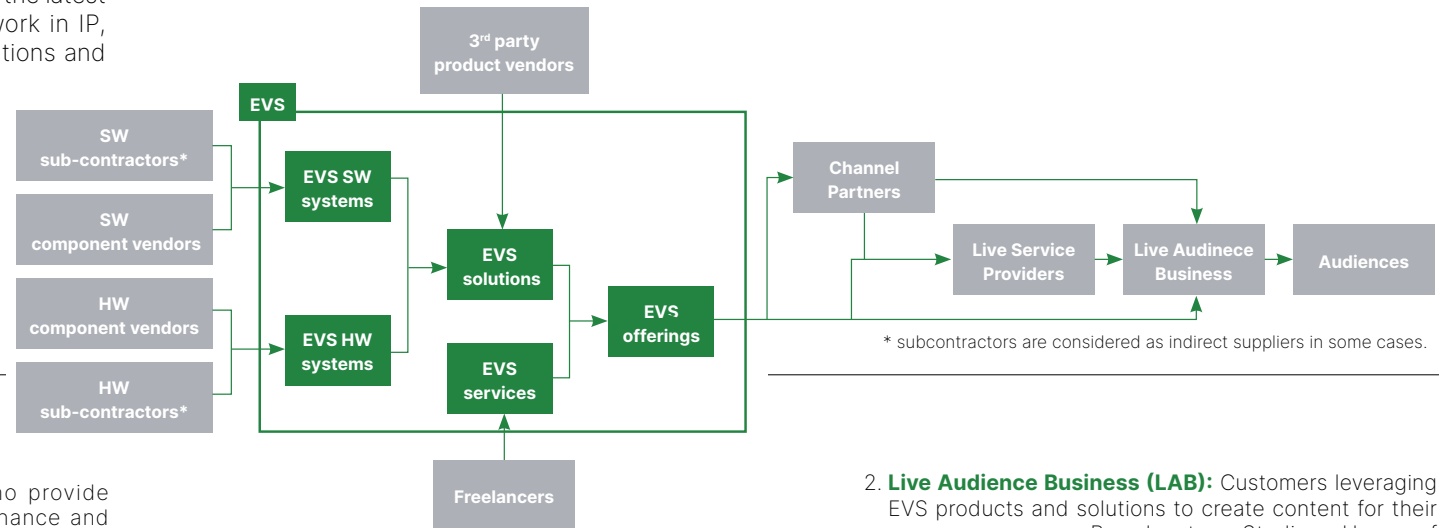 the latest
work in IP,
tions and
3rd party
product vendors
EVS
SW
sub-contractors*
SW
component vendors
HW
component vendors
HW
sub-contractors*
EVS SW
systems
EVS HW
systems
EVS
solutions
EVS
services
EVS
offerings
Channel
Partners
Live Service
Providers
Live Audinece
Business
Audiences
* subcontractors are considered as indirect suppliers in some cases.
Freelancers
no provide
nance and
2. Live Audience Business (LAB): Customers leveraging
EVS products and solutions to create content for their